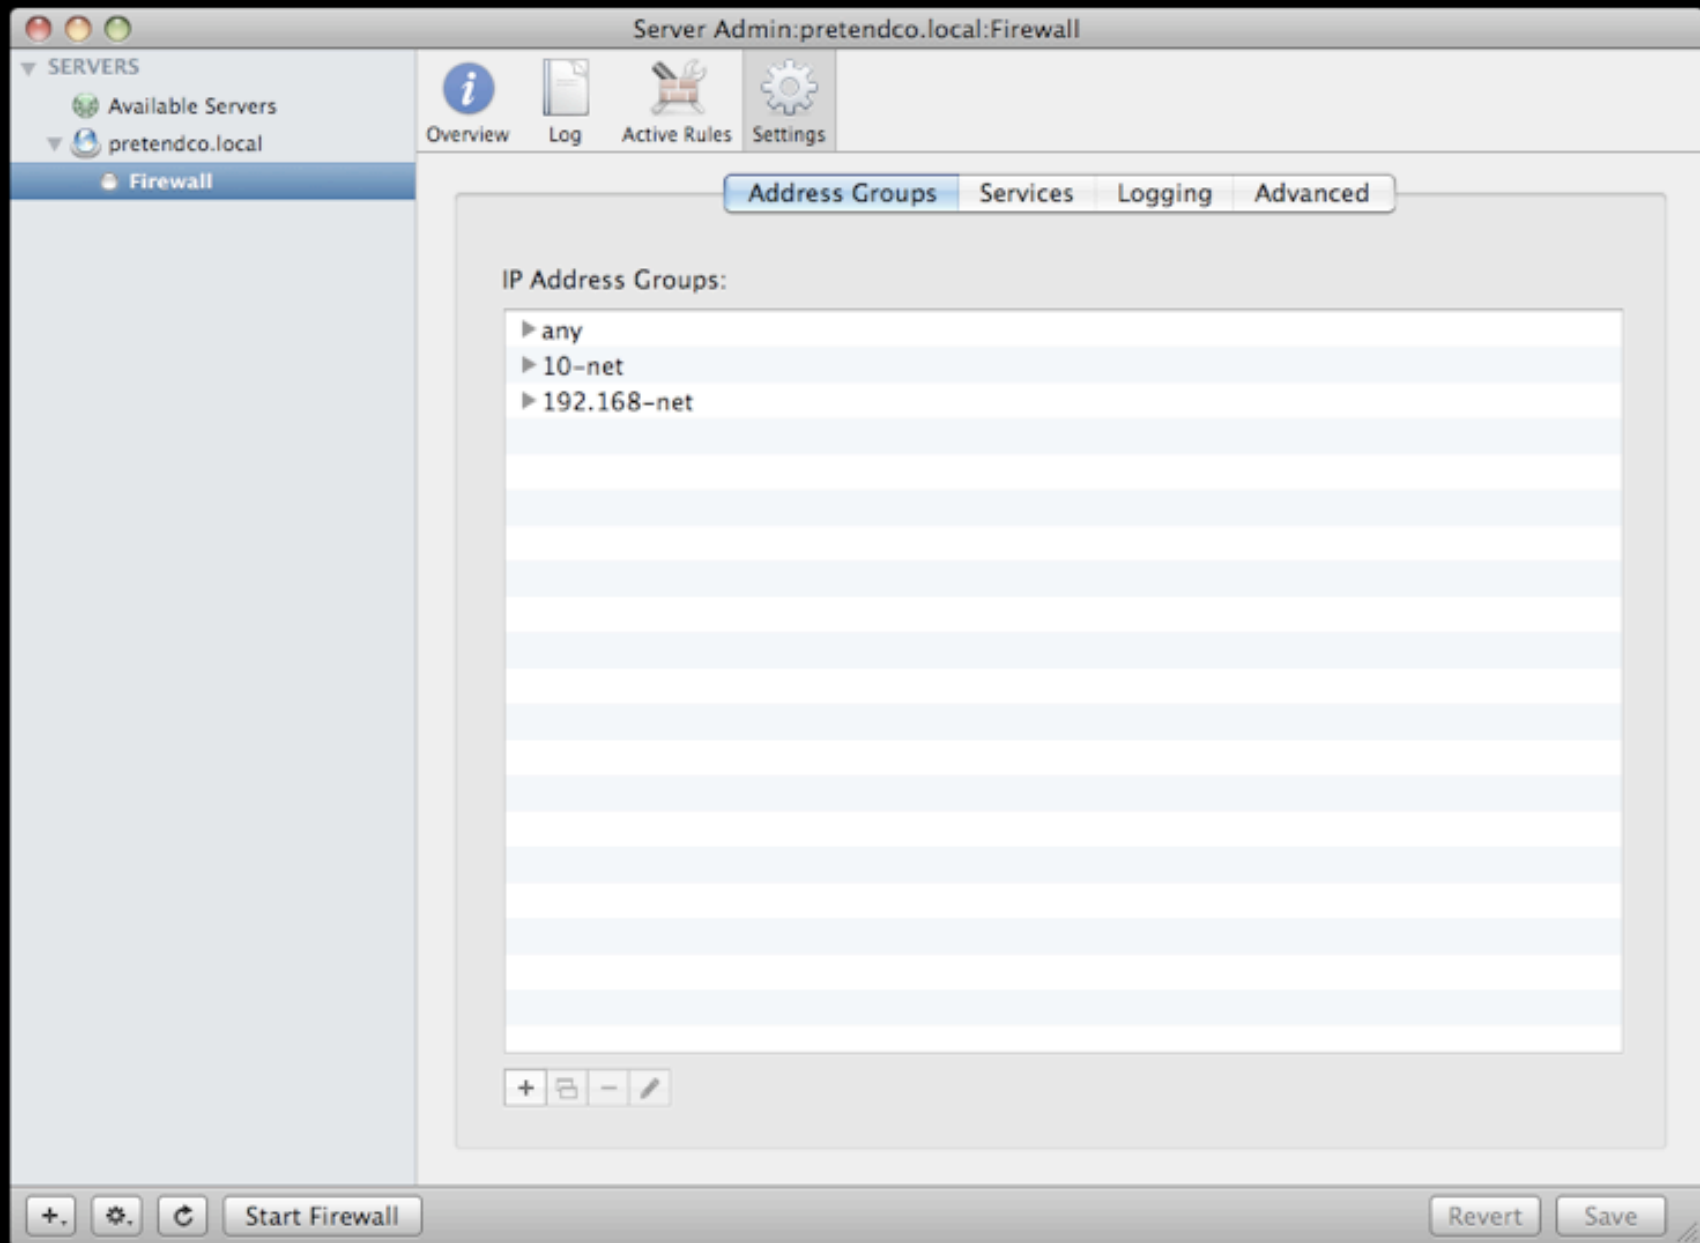 Server Admin:pretendco.local:Firewall
SERVERS
Available Servers
pretendco.local
Firewall
Overview
Log
Active Rules
Settings
Address Groups
Services
Logging
Advanced
IP Address Groups:
any
10-net
192.168-net
Start Firewall
Revert
Save